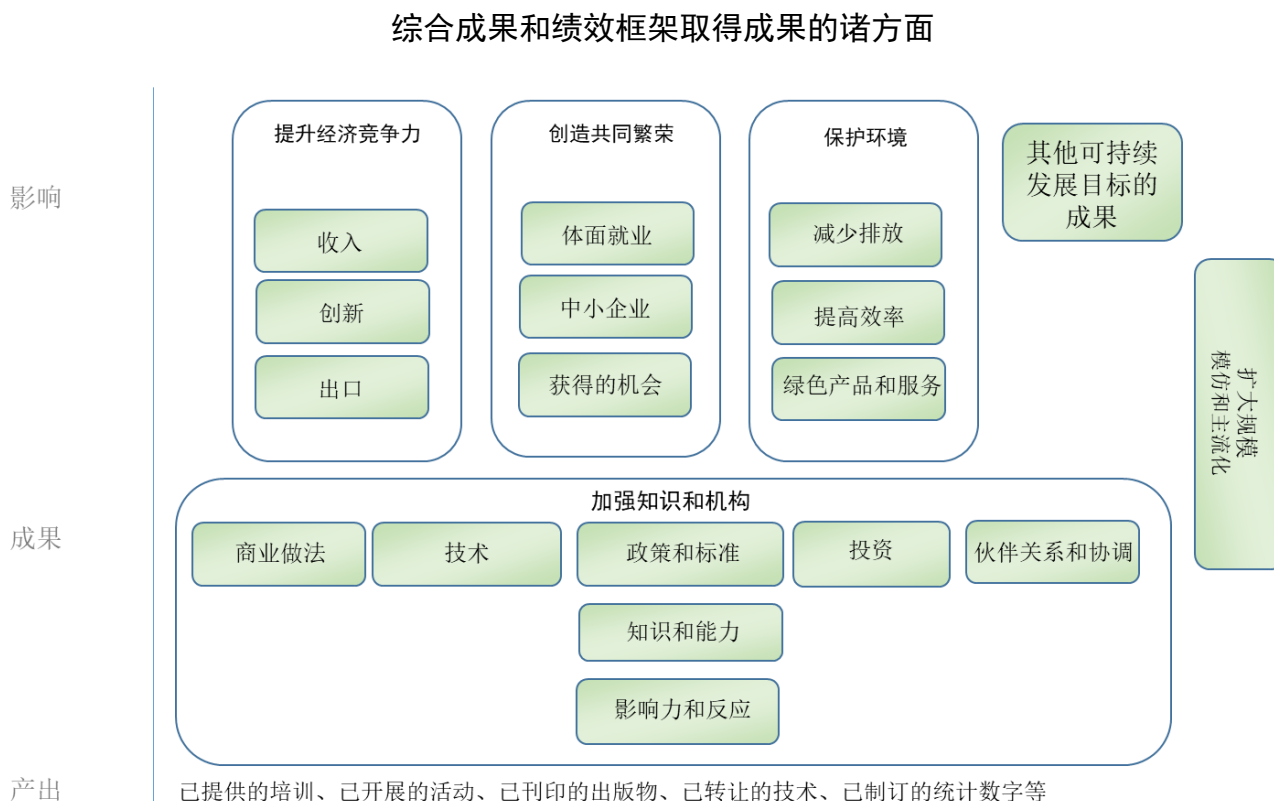 综合成果和绩效框架取得成果的诸方面
影响
提升经济竞争力
收入
创新
出口
创造共同繁荣
体面就业
中小企业
获得的机会
保护环境
减少排放
提高效率
绿色产品和服务
其他可持续
发展目标的
成果
扩大规模
模仿和主流化
成果
加强知识和机构
商业做法
技术
政策和标准
投资
伙伴关系和协调
知识和能力
影响力和反应
产出
已提供的培训、已开展的活动、已刊印的出版物、已转让的技术、已制订的统计数字等